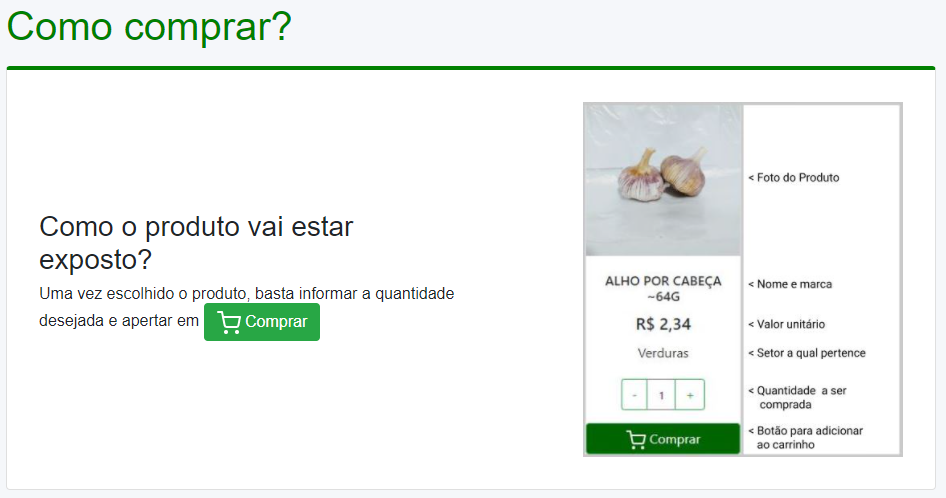 Como comprar?
Como o produto vai estar
exposto?
Uma vez escolhido o produto, basta informar a quantidade
desejada e apertar em Comprar
< Foto do Produto
ALHO POR CABEÇA
~64G
< Nome e marca
R$ 2,34
< Valor unitário
Verduras
< Setor a qual pertence
- 1 +
< Quantidade a ser
comprada
Comprar
< Botão para adicionar
ao carrinho